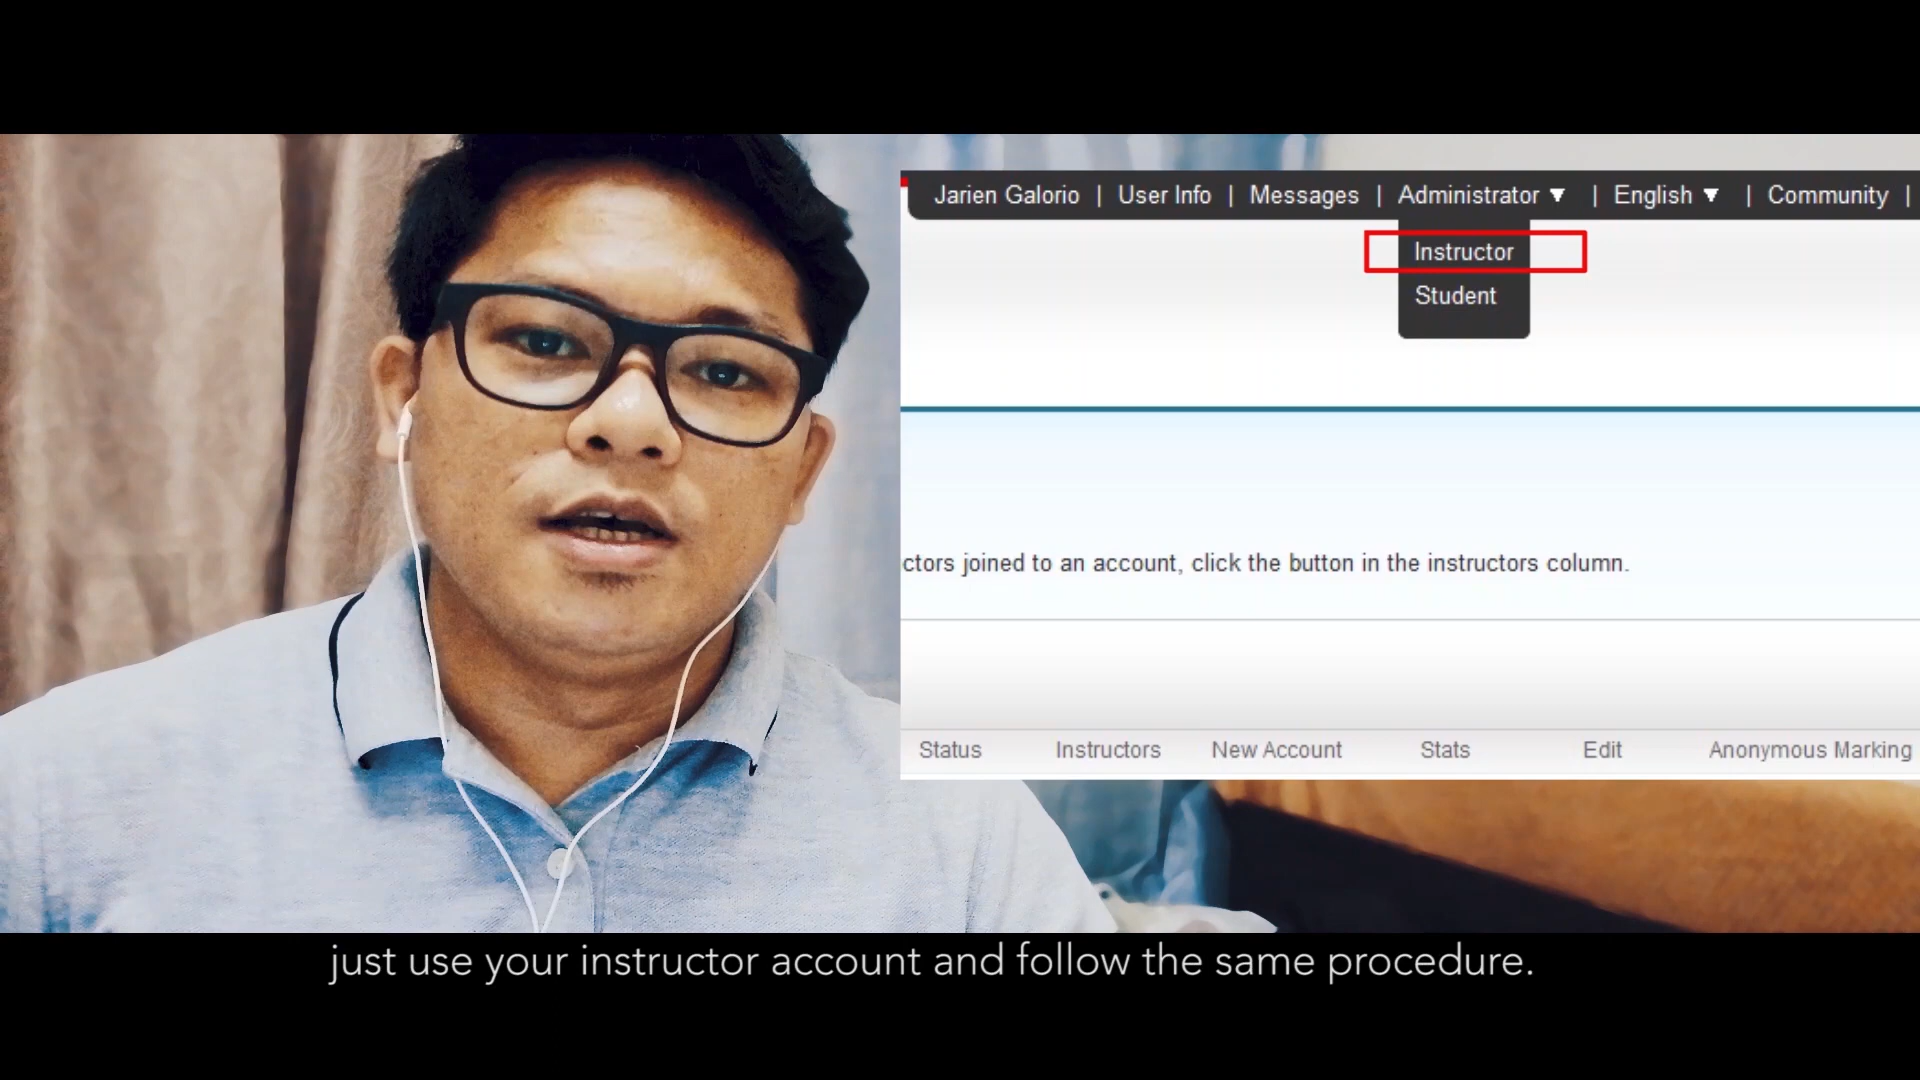 Jarien Galorio | User Info | Messages | Administrator ▼ | English ▼ | Community |
Instructor
Student
ctors joined to an account, click the button in the instructors column.
Status Instructors New Account Stats Edit Anonymous Marking
just use your instructor account and follow the same procedure.